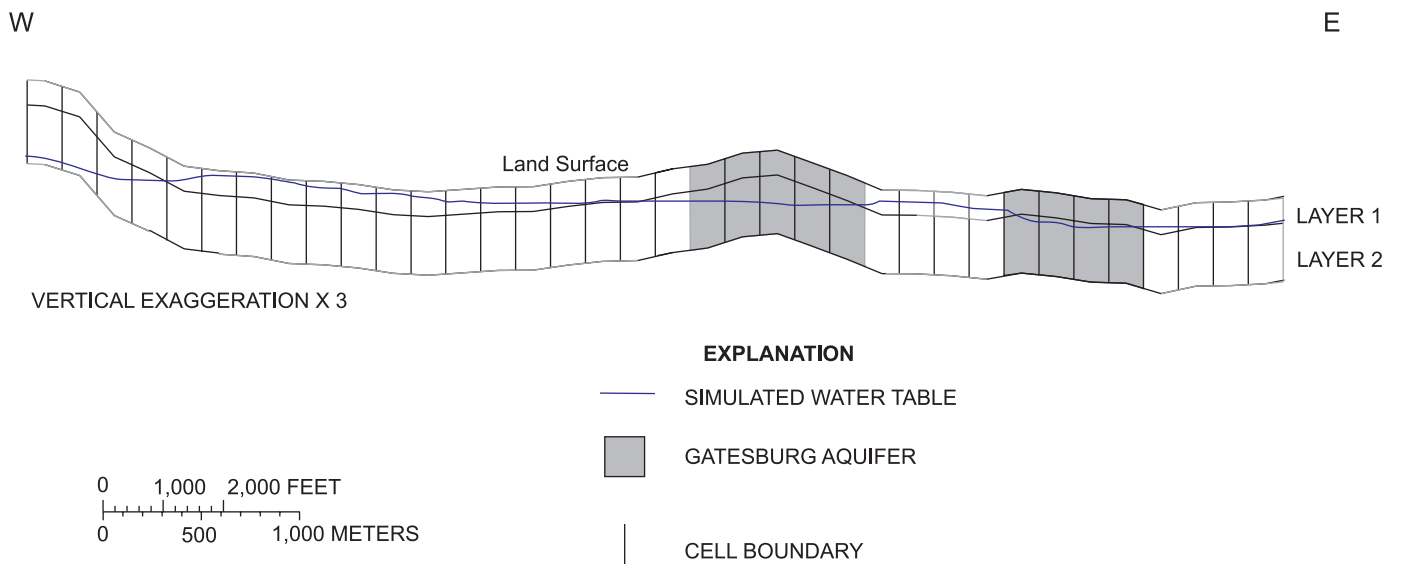 W
E
Land Surface
LAYER 1
LAYER 2
VERTICAL EXAGGERATION X 3
EXPLANATION
SIMULATED WATER TABLE
GATESBURG AQUIFER
CELL BOUNDARY
0 1,000 2,000 FEET
0 500 1,000 METERS